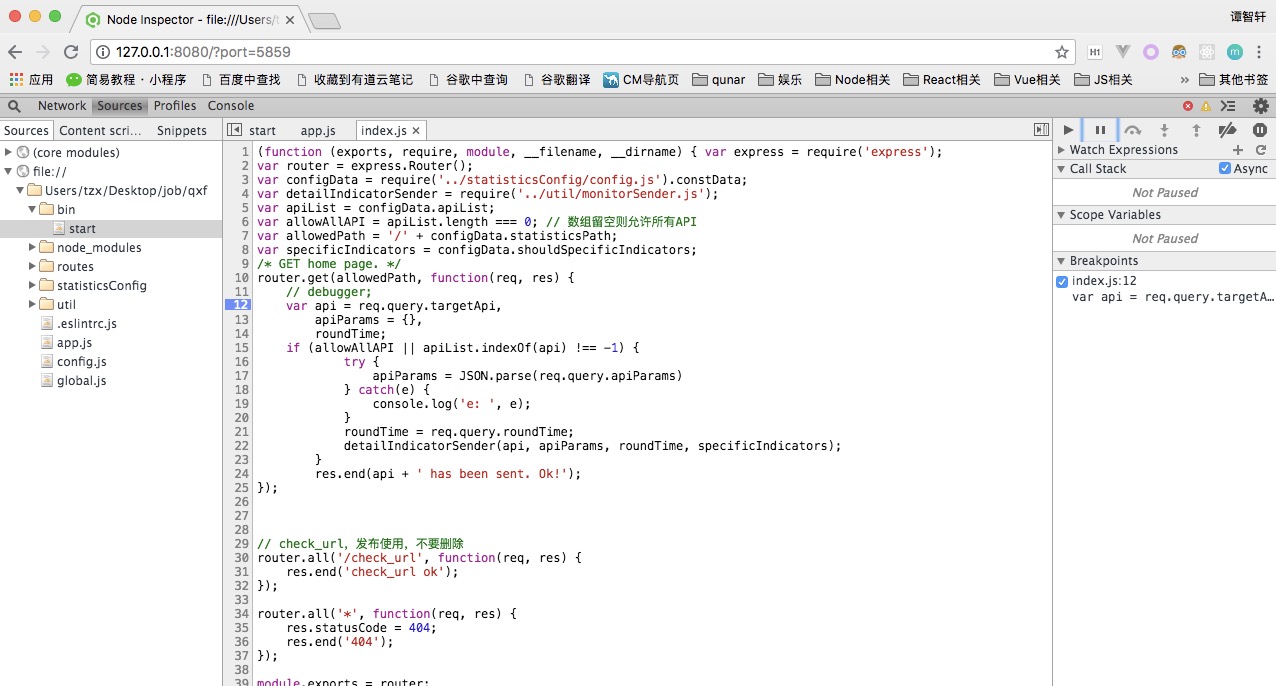 Node Inspector - file:///Users/t
谭智轩
127.0.0.1:8080/?port=5859
H1
m
应用 简易教程 · 小程序 百度中查找 收藏到有道云笔记 谷歌中查询 谷歌翻译 CM导航页 qunar 娱乐 Node相关 React相关 Vue相关 JS相关 » 其他书签
Network Sources Profiles Console
Sources Content scri... Snippets
start app.js index.js ×
(core modules)
file://
Users/tzx/Desktop/job/qxf
bin
start
node_modules
routes
statisticsConfig
util
.eslintrc.js
app.js
config.js
global.js
1 (function (exports, require, module, __filename, __dirname) { var express = require('express');
2 var router = express.Router();
3 var configData = require('../statisticsConfig/config.js').constData;
4 var detailIndicatorSender = require('../util/monitorSender.js');
5 var apiList = configData.apiList;
6 var allowAllAPI = apiList.length === 0; // 数组留空则允许所有API
7 var allowedPath = '/' + configData.statisticsPath;
8 var specificIndicators = configData.shouldSpecificIndicators;
9 /* GET home page. */
10 router.get(allowedPath, function(req, res) {
11 // debugger;
12 var api = req.query.targetApi,
13 apiParams = {},
14 roundTime;
15 if (allowAllAPI || apiList.indexOf(api) !== -1) {
16 try {
17 apiParams = JSON.parse(req.query.apiParams)
18 } catch(e) {
19 console.log('e: ', e);
20 }
21 roundTime = req.query.roundTime;
22 detailIndicatorSender(api, apiParams, roundTime, specificIndicators);
23 }
24 res.end(api + ' has been sent. Ok!');
25 });
26
27
28
29 // check_url，发布使用，不要删除
30 router.all('/check_url', function(req, res) {
31 res.end('check_url ok');
32 });
33
34 router.all('*', function(req, res) {
35 res.statusCode = 404;
36 res.end('404');
37 });
38
39 module.exports = router;
Watch Expressions
Call Stack Async
Not Paused
Scope Variables
Not Paused
Breakpoints
index.js:12
var api = req.query.targetA...